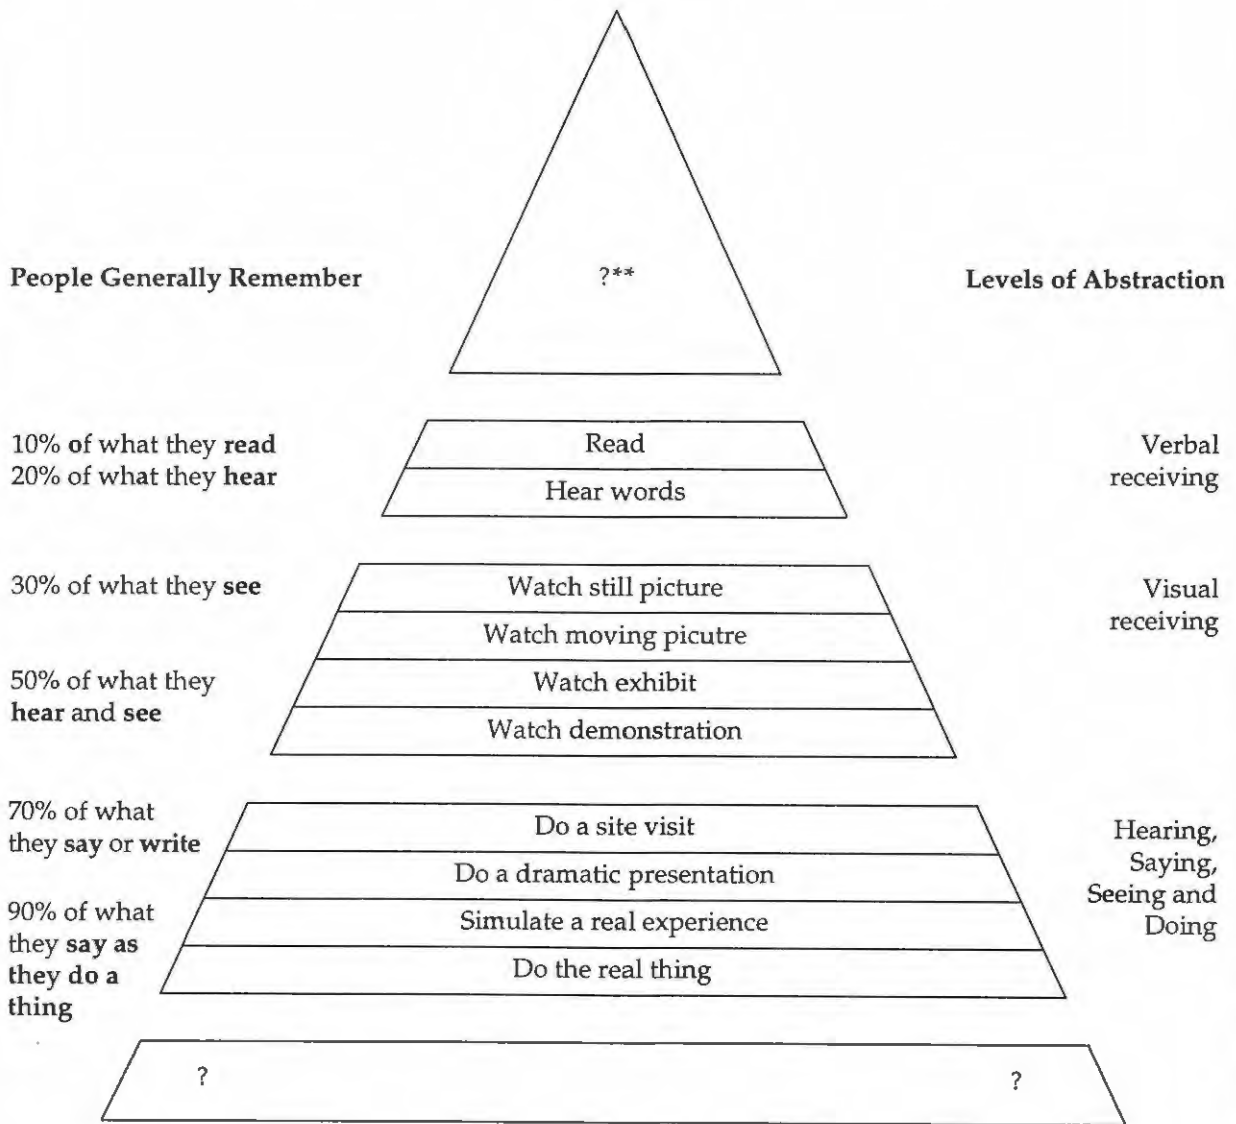 People Generally Remember
?**
Levels of Abstraction
10% of what they read
20% of what they hear
Read
Hear words
Verbal
receiving
30% of what they see
50% of what they
hear and see
Watch still picture
Watch moving picutre
Watch exhibit
Watch demonstration
Visual
receiving
70% of what
they say or write
90% of what
they say as
they do a
thing
Do a site visit
Do a dramatic presentation
Simulate a real experience
Do the real thing
Hearing,
Saying,
Seeing and
Doing
? ?